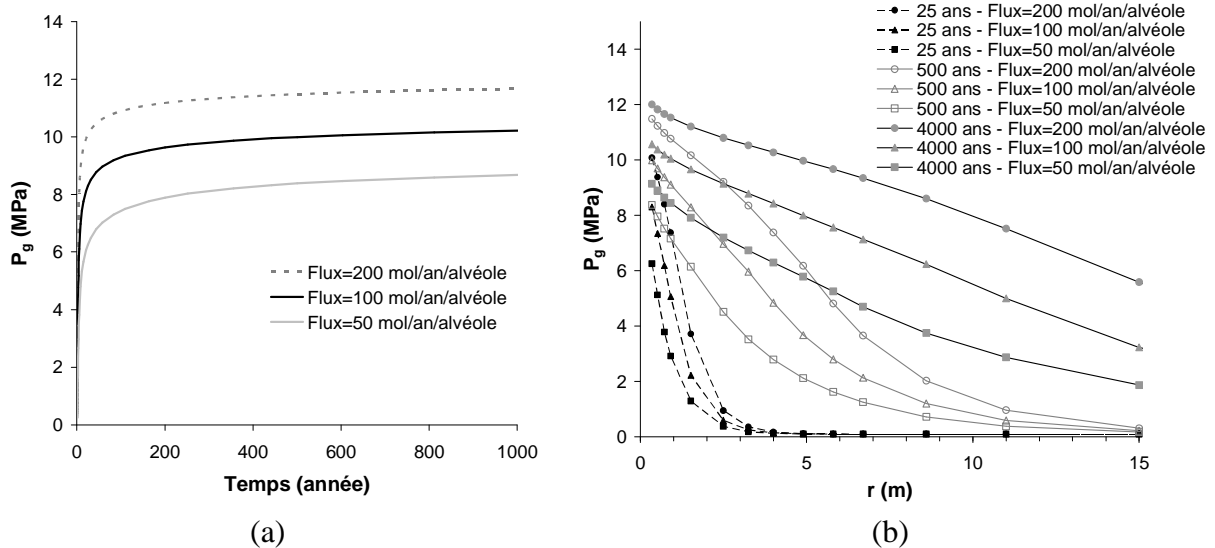 14
12
10
8
6
4
2
0
P_g (MPa)
0 200 400 600 800 1000
Temps (année)
Flux=200 mol/an/alvéole
Flux=100 mol/an/alvéole
Flux=50 mol/an/alvéole
(a)
25 ans - Flux=200 mol/an/alvéole
25 ans - Flux=100 mol/an/alvéole
25 ans - Flux=50 mol/an/alvéole
500 ans - Flux=200 mol/an/alvéole
500 ans - Flux=100 mol/an/alvéole
500 ans - Flux=50 mol/an/alvéole
4000 ans - Flux=200 mol/an/alvéole
4000 ans - Flux=100 mol/an/alvéole
4000 ans - Flux=50 mol/an/alvéole
14
12
10
8
6
4
2
0
P_g (MPa)
0 5 10 15
r (m)
(b)